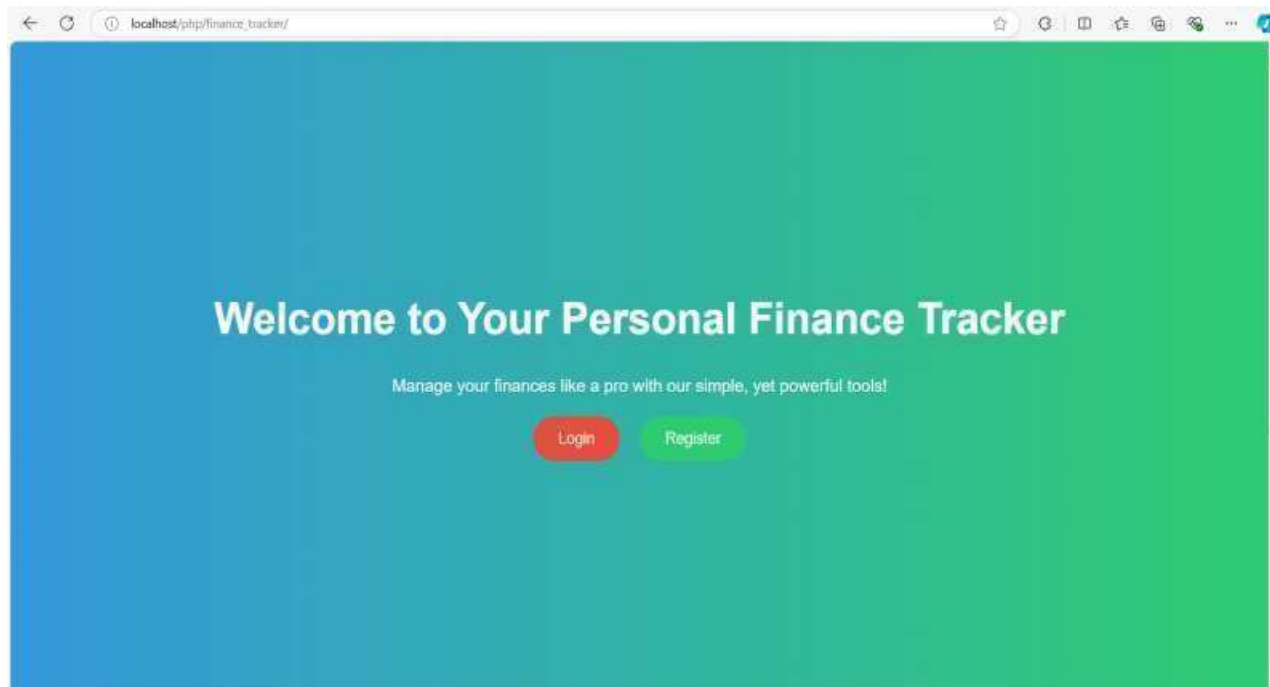 localhost/php/finance_tracker/
Welcome to Your Personal Finance Tracker
Manage your finances like a pro with our simple, yet powerful tools!
Login
Register